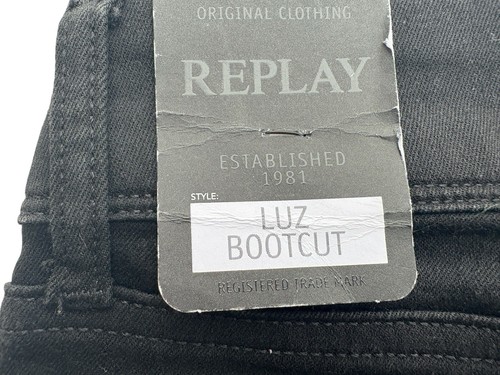 ORIGINAL CLOTHING
REPLAY
ESTABLISHED
1981
STYLE:
LUZ
BOOTCUT
REGISTERED TRADE MARK